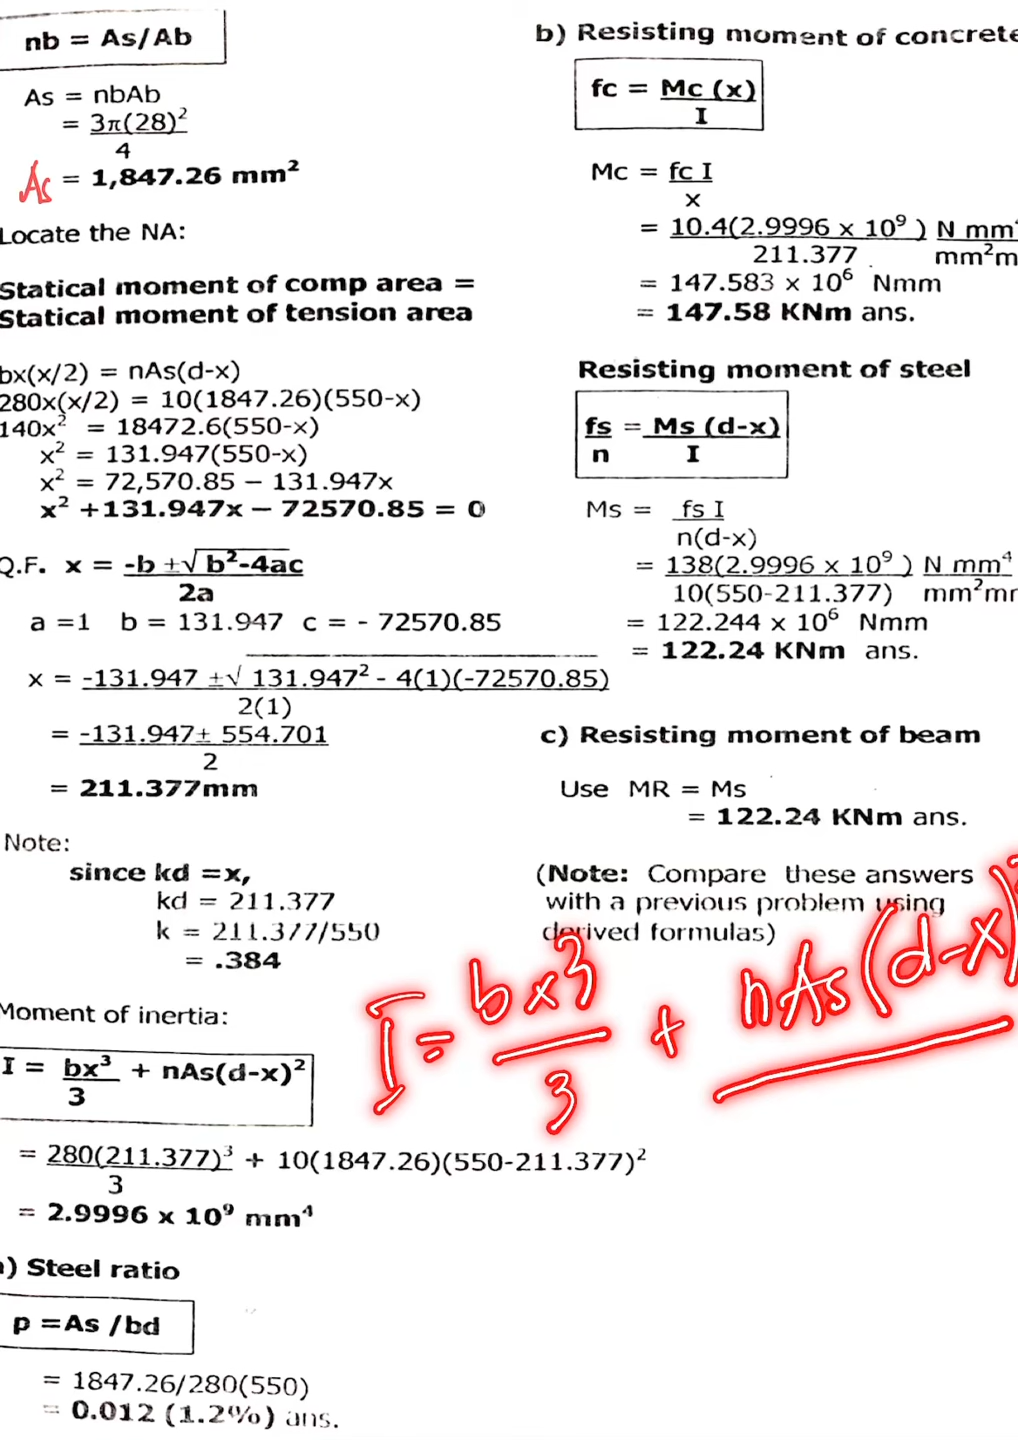 nb = As/Ab
As = nbAb
= 3π(28)²
4
As = 1,847.26 mm²
Locate the NA:
Statical moment of comp area =
Statical moment of tension area
bx(x/2) = nAs(d-x)
280x(x/2) = 10(1847.26)(550-x)
140x² = 18472.6(550-x)
x² = 131.947(550-x)
x² = 72,570.85 – 131.947x
x² +131.947x – 72570.85 = 0
Q.F. x = -b ±√ b²-4ac
2a
a =1 b = 131.947 c = - 72570.85
x = -131.947 ±√ 131.947² - 4(1)(-72570.85)
2(1)
= -131.947± 554.701
2
= 211.377mm
Note:
since kd =x,
kd = 211.377
k = 211.377/550
= .384
Moment of inertia:
I = bx³ + nAs(d-x)²
3
= 280(211.377)³ + 10(1847.26)(550-211.377)²
3
= 2.9996 x 10⁹ mm⁴
) Steel ratio
p =As /bd
= 1847.26/280(550)
= 0.012 (1.2%) ans.
b) Resisting moment of concrete
fc = Mc (x)
I
Mc = fc I
x
= 10.4(2.9996 x 10⁹ ) N mm
211.377 mm²m
= 147.583 x 10⁶ Nmm
= 147.58 KNm ans.
Resisting moment of steel
fs = Ms (d-x)
n I
Ms = fs I
n(d-x)
= 138(2.9996 x 10⁹ ) N mm⁴
10(550-211.377) mm²mm
= 122.244 x 10⁶ Nmm
= 122.24 KNm ans.
c) Resisting moment of beam
Use MR = Ms
= 122.24 KNm ans.
(Note: Compare these answers
with a previous problem using
derived formulas)
I = bx3 + nAs(d-x)²
3